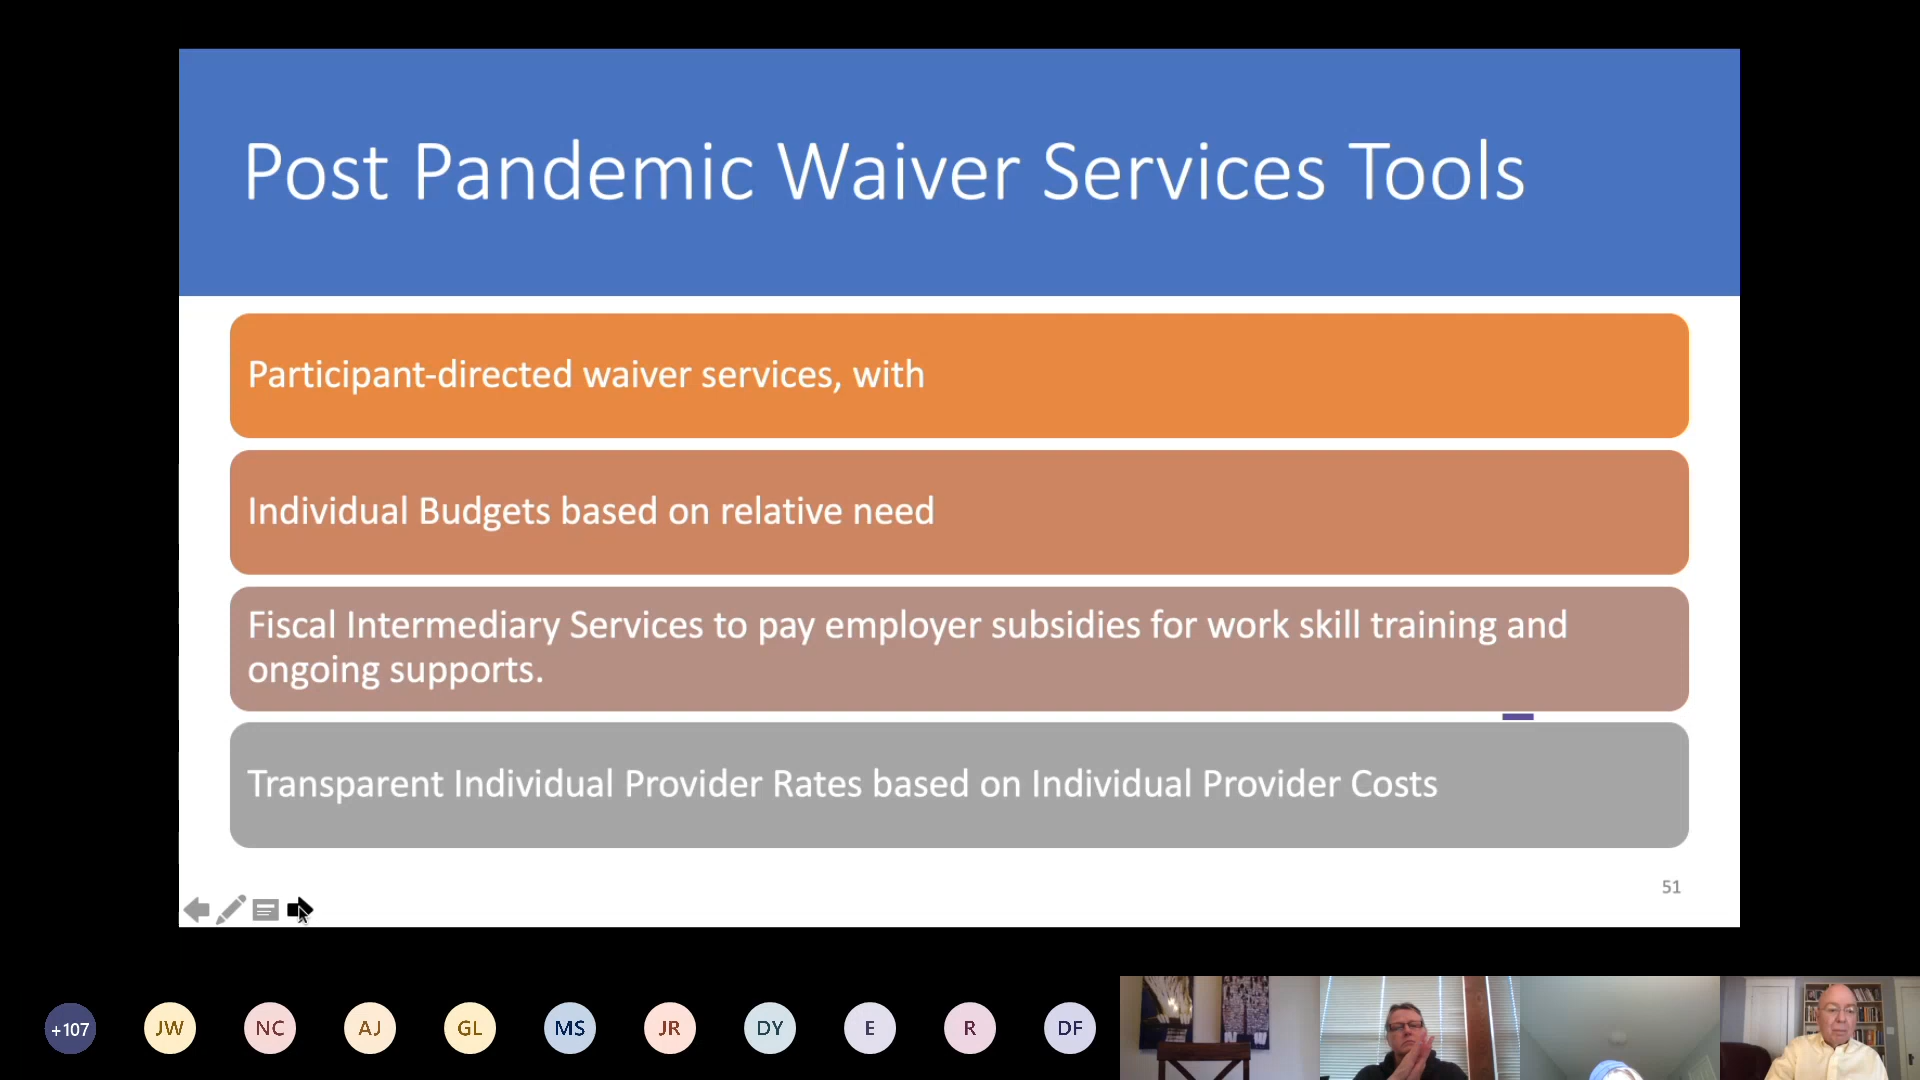 Post Pandemic Waiver Services Tools
Participant-directed waiver services, with
Individual Budgets based on relative need
Fiscal Intermediary Services to pay employer subsidies for work skill training and
ongoing supports.
Transparent Individual Provider Rates based on Individual Provider Costs
51
+107
JW
NC
AJ
GL
MS
JR
DY
E
R
DF